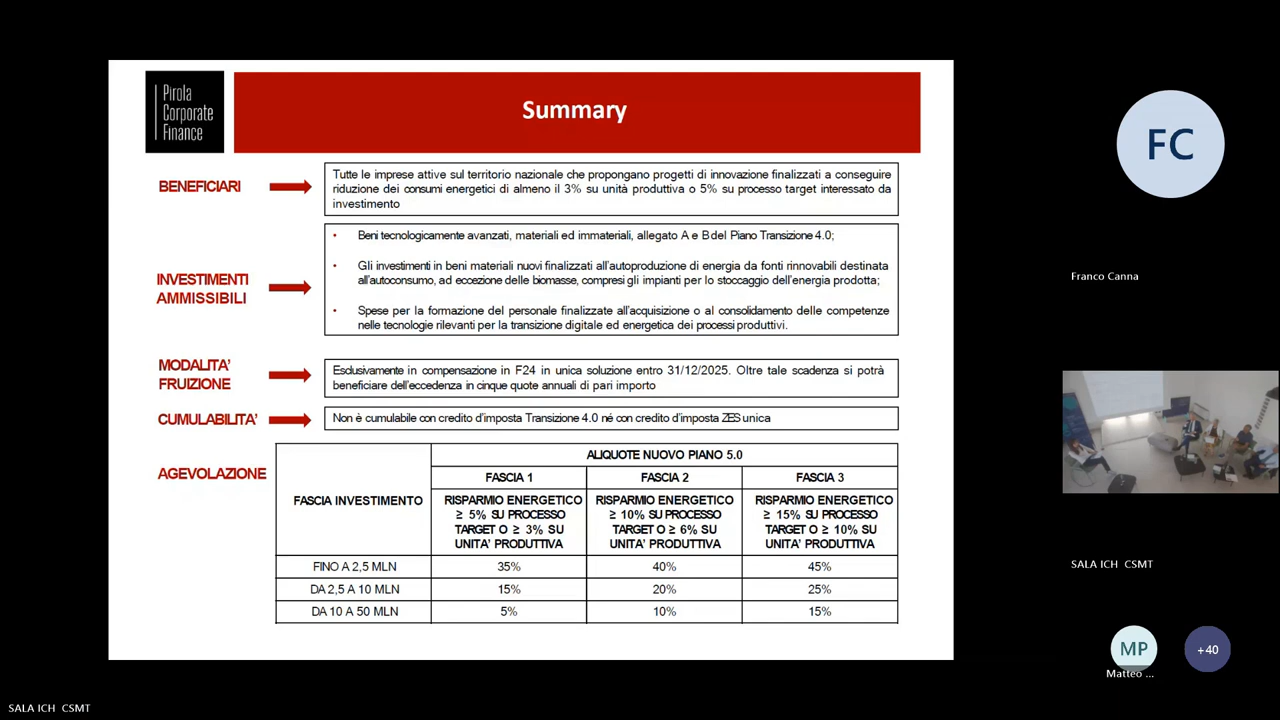 Pirola
Corporate
Finance
Summary
BENEFICIARI
Tutte le imprese attive sul territorio nazionale che propongano progetti di innovazione finalizzati a conseguire
riduzione dei consumi energetici di almeno il 3% su unità produttiva o 5% su processo target interessato da
investimento
INVESTIMENTI
AMMISSIBILI
• Beni tecnologicamente avanzati, materiali ed immateriali, allegato A e B del Piano Transizione 4.0;
• Gli investimenti in beni materiali nuovi finalizzati all'autoproduzione di energia da fonti rinnovabili destinata
all'autoconsumo, ad eccezione delle biomasse, compresi gli impianti per lo stoccaggio dell'energia prodotta;
• Spese per la formazione del personale finalizzate all'acquisizione o al consolidamento delle competenze
nelle tecnologie rilevanti per la transizione digitale ed energetica dei processi produttivi.
MODALITA'
FRUIZIONE
Esclusivamente in compensazione in F24 in unica soluzione entro 31/12/2025. Oltre tale scadenza si potrà
beneficiare dell'eccedenza in cinque quote annuali di pari importo
CUMULABILITA'
Non è cumulabile con credito d'imposta Transizione 4.0 né con credito d'imposta ZES unica
AGEVOLAZIONE
FASCIA INVESTIMENTO
ALIQUOTE NUOVO PIANO 5.0
FASCIA 1
FASCIA 2
FASCIA 3
RISPARMIO ENERGETICO
≥ 5% SU PROCESSO
TARGET O ≥ 3% SU
UNITA' PRODUTTIVA
RISPARMIO ENERGETICO
≥ 10% SU PROCESSO
TARGET O ≥ 6% SU
UNITA' PRODUTTIVA
RISPARMIO ENERGETICO
≥ 15% SU PROCESSO
TARGET O ≥ 10% SU
UNITA' PRODUTTIVA
FINO A 2,5 MLN 35% 40% 45%
DA 2,5 A 10 MLN 15% 20% 25%
DA 10 A 50 MLN 5% 10% 15%
FC
Franco Canna
SALA ICH CSMT
MP
Matteo ...
+40
SALA ICH CSMT